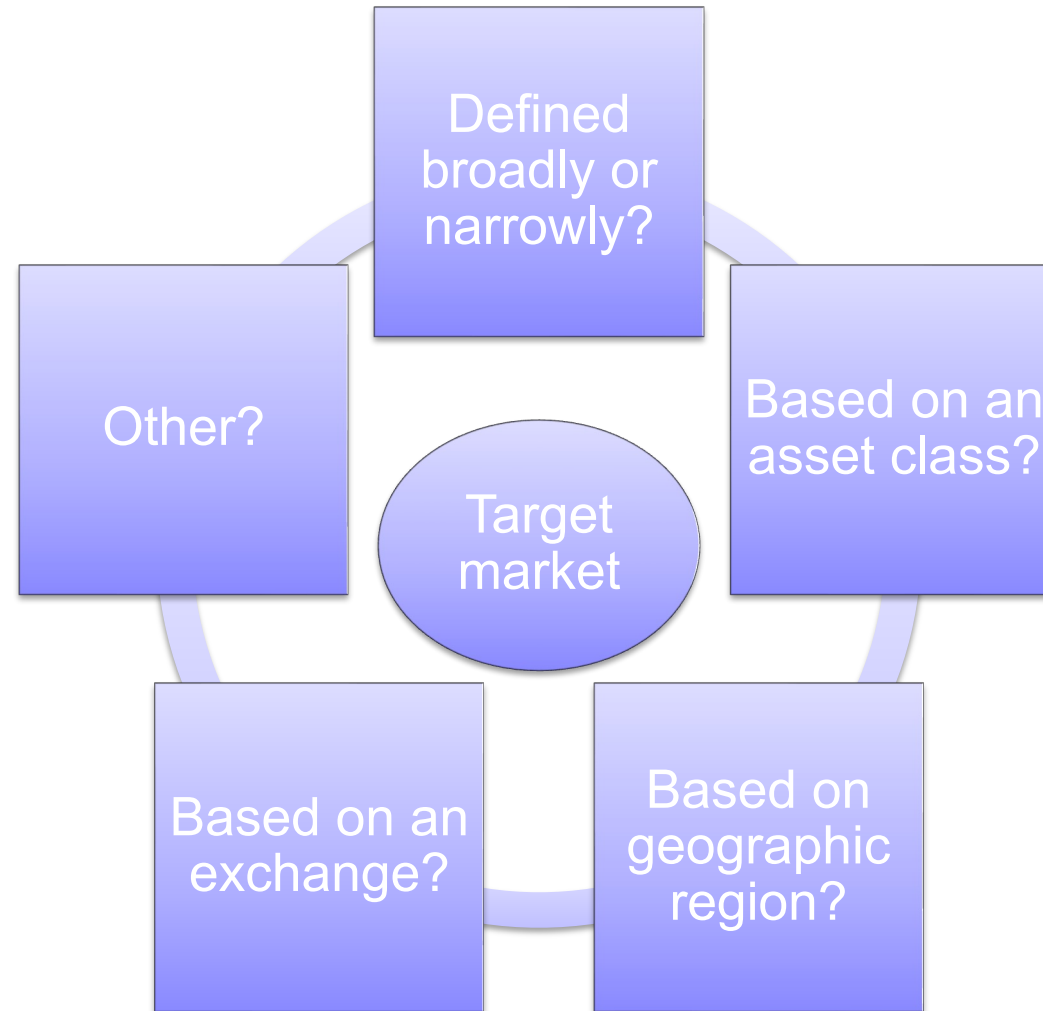 Defined
broadly or
narrowly?
Based on an
asset class?
Based on
geographic
region?
Based on an
exchange?
Other?
Target
market